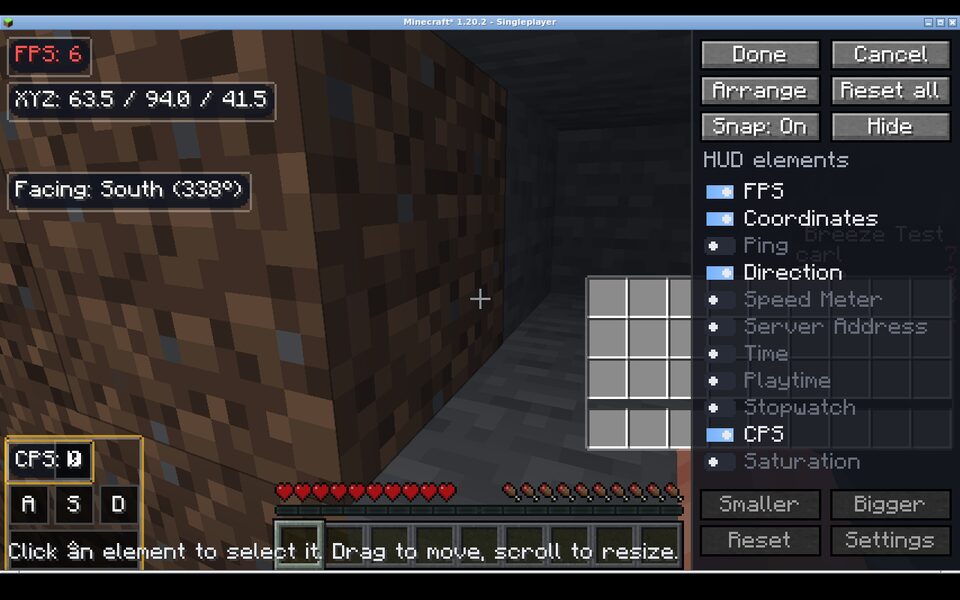 Minecraft* 1.20.2 - Singleplayer
FPS: 6
XYZ: 63.5 / 94.0 / 41.5
Facing: South (338°)
CPS: 0
A S D
Click an element to select it. Drag to move, scroll to resize.
Done Cancel
Arrange Reset all
Snap: On Hide
HUD elements
FPS
Coordinates
Breeze Test
Ping
carl
Direction
Speed Meter
Server Address
Time
Playtime
Stopwatch
CPS
Saturation
Smaller Bigger
Reset Settings